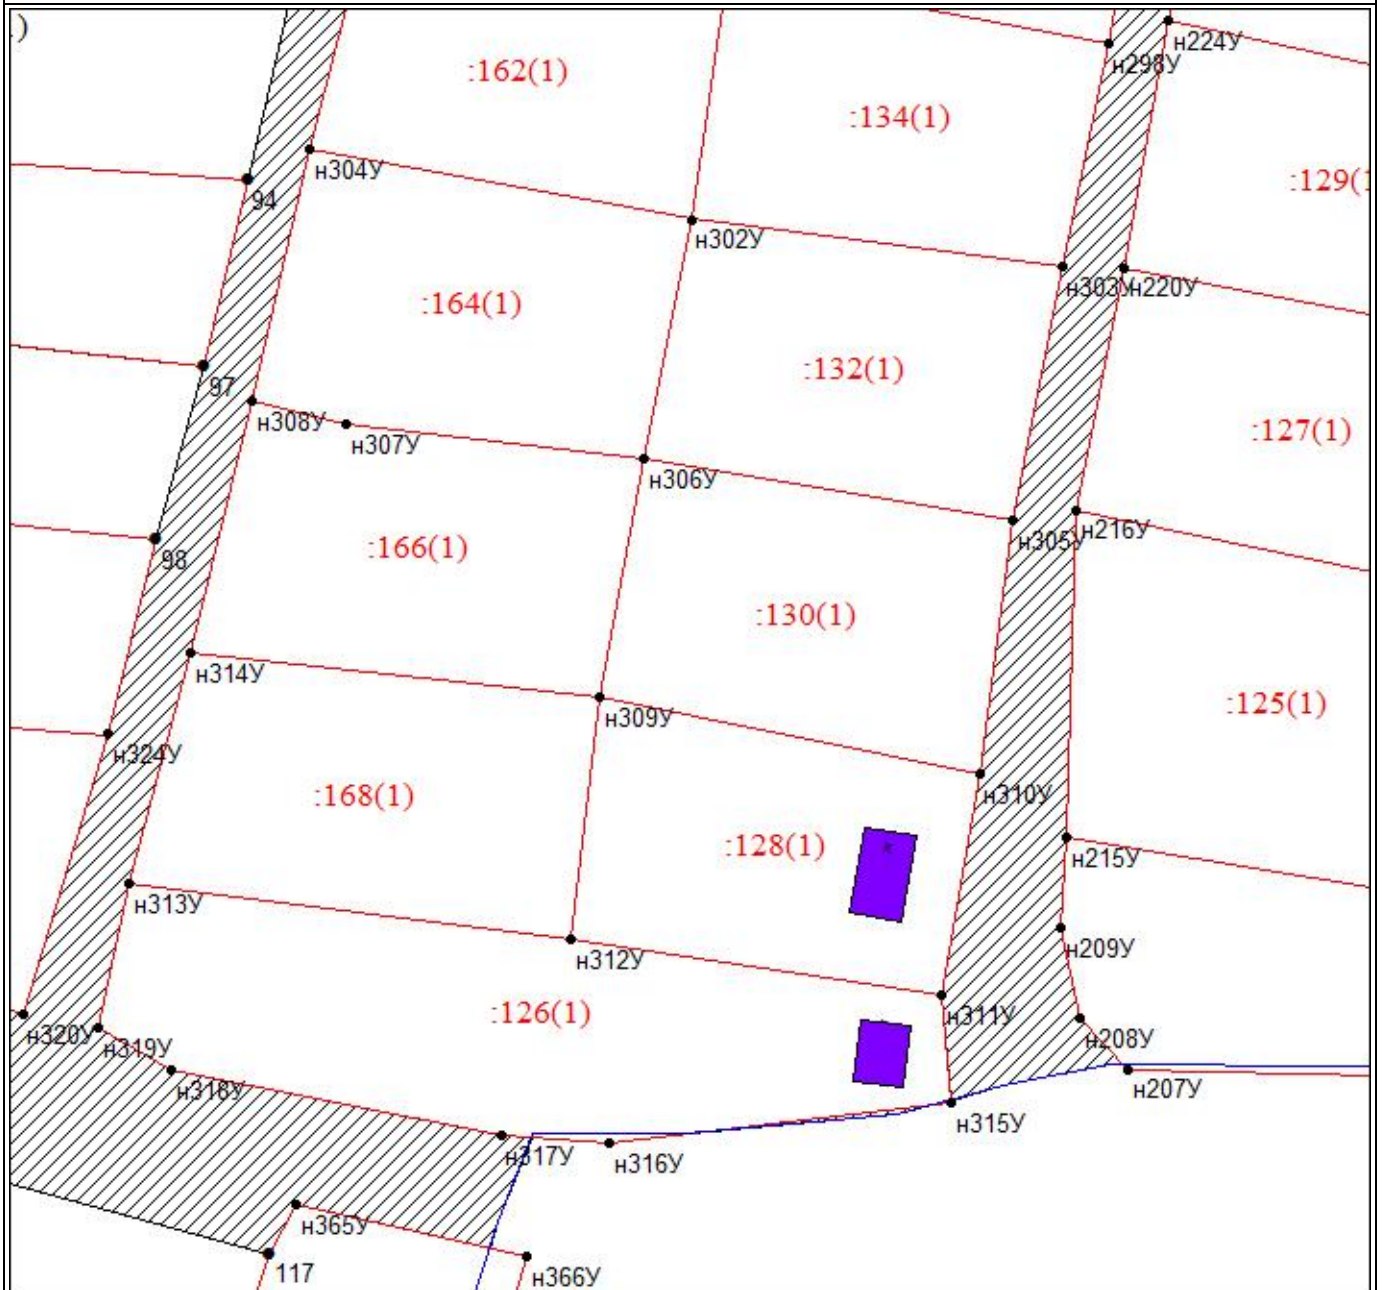 )
н224У
н298У
:162(1)
:134(1)
н304У
:129(
94
н302У
н303У
н220У
:164(1)
:132(1)
97
н308У
н307У
:127(1)
н306У
н305У
н216У
98
:166(1)
:130(1)
н314У
н309У
:125(1)
н324У
н310У
:168(1)
:128(1)
н215У
н313У
н312У
н209У
:126(1)
н311У
н320У
н319У
н208У
н318У
н207У
н315У
н317У
н316У
н365У
117
н366У